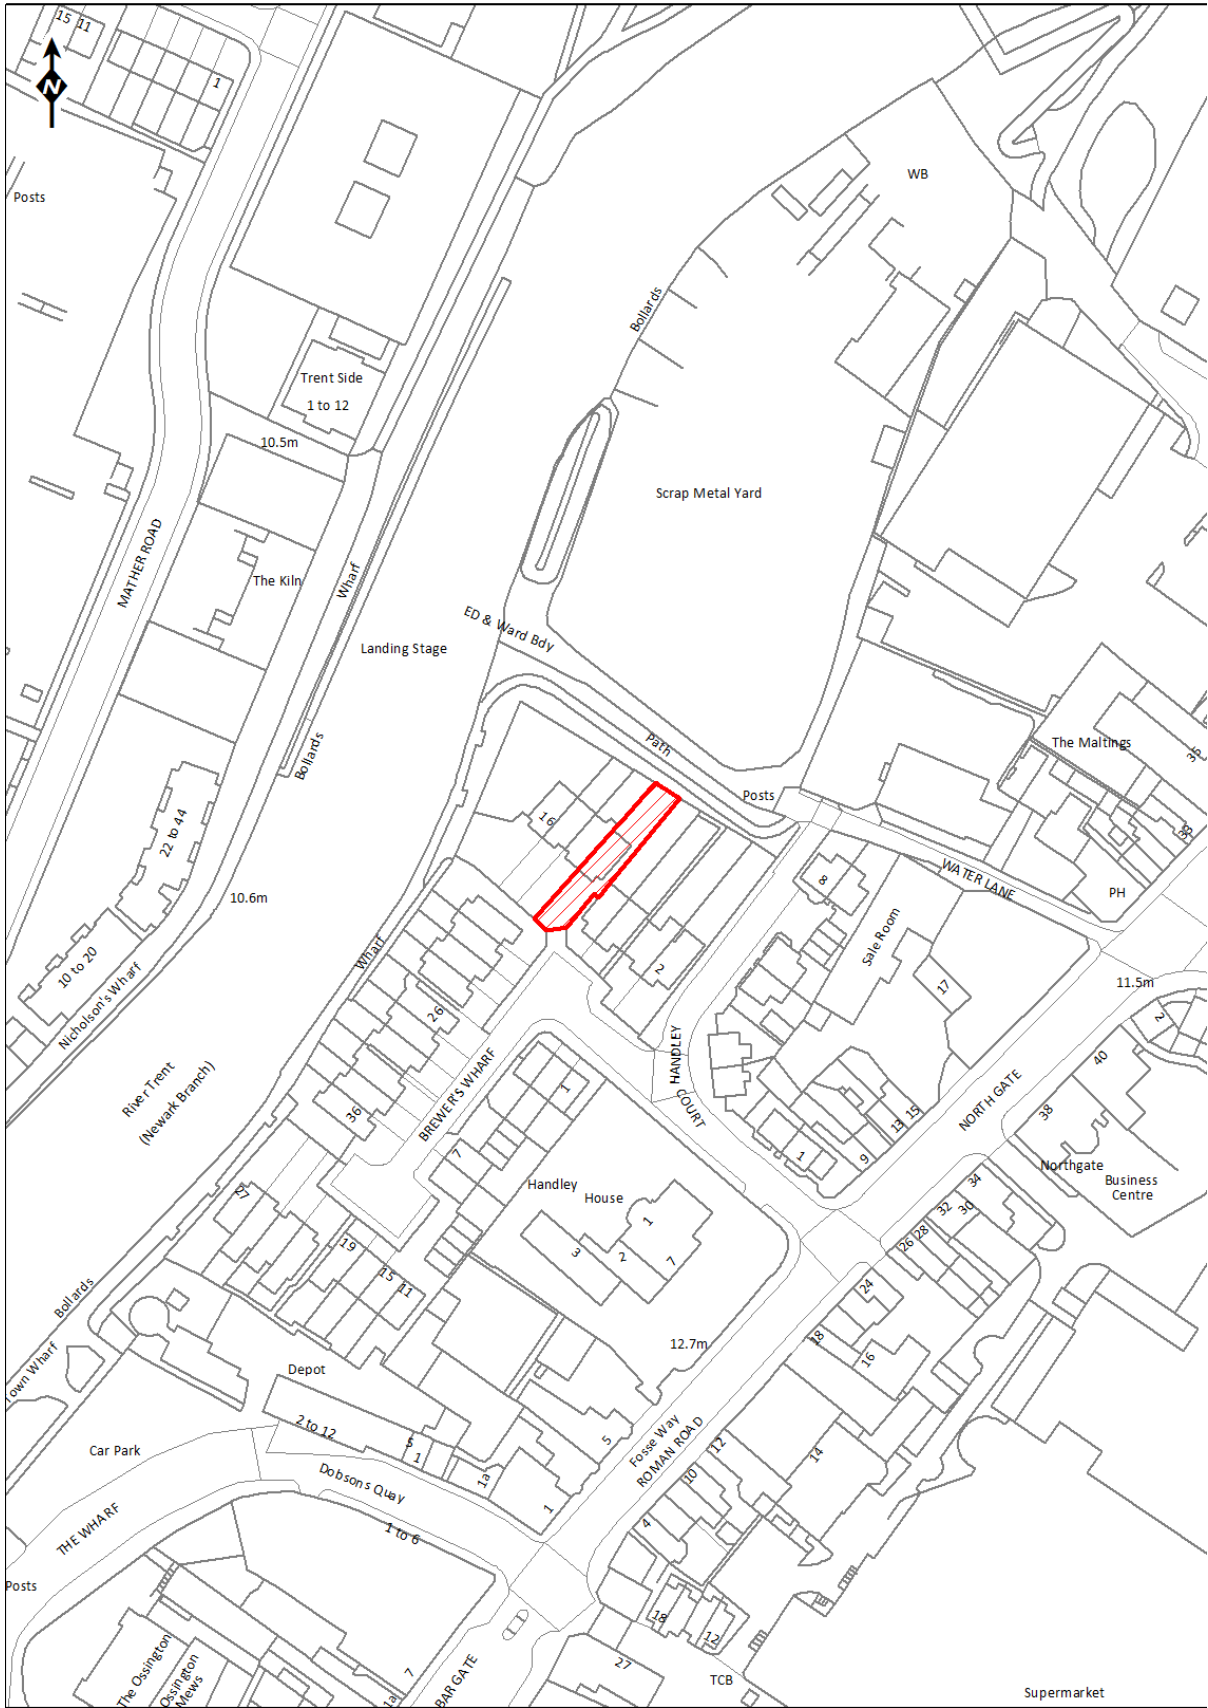 15 11
1
N
Posts
WB
Bollards
Trent Side
1 to 12
10.5m
Scrap Metal Yard
MATHER ROAD
The Kiln
Wharf
ED & Ward Bdy
Landing Stage
Path
The Maltings
35
Bollards
Posts
33
16
22 to 44
WATER LANE
PH
8
10.6m
Sale Room
Wharf
10 to 20
2
17
11.5m
Nicholson's Wharf
26
2
40
River Trent
(Newark Branch)
HANDLEY
COURT
BREWER'S WHARF
1
36
NORTH GATE
38
15
13
9
1
7
Northgate
Business
Centre
Handley
House
34
32
30
27
1
3
2
7
28
26
19
15 11
24
Bollards
18
16
12.7m
Town Wharf
Depot
2 to 12
5
1
1a
5
Fosse Way
ROMAN ROAD
12
10
14
Car Park
Dobsons Quay
1
4
THE WHARF
1 to 6
Posts
18
12
The Ossington
Ossington
Mews
7
1a
BAR GATE
27
TCB
Supermarket